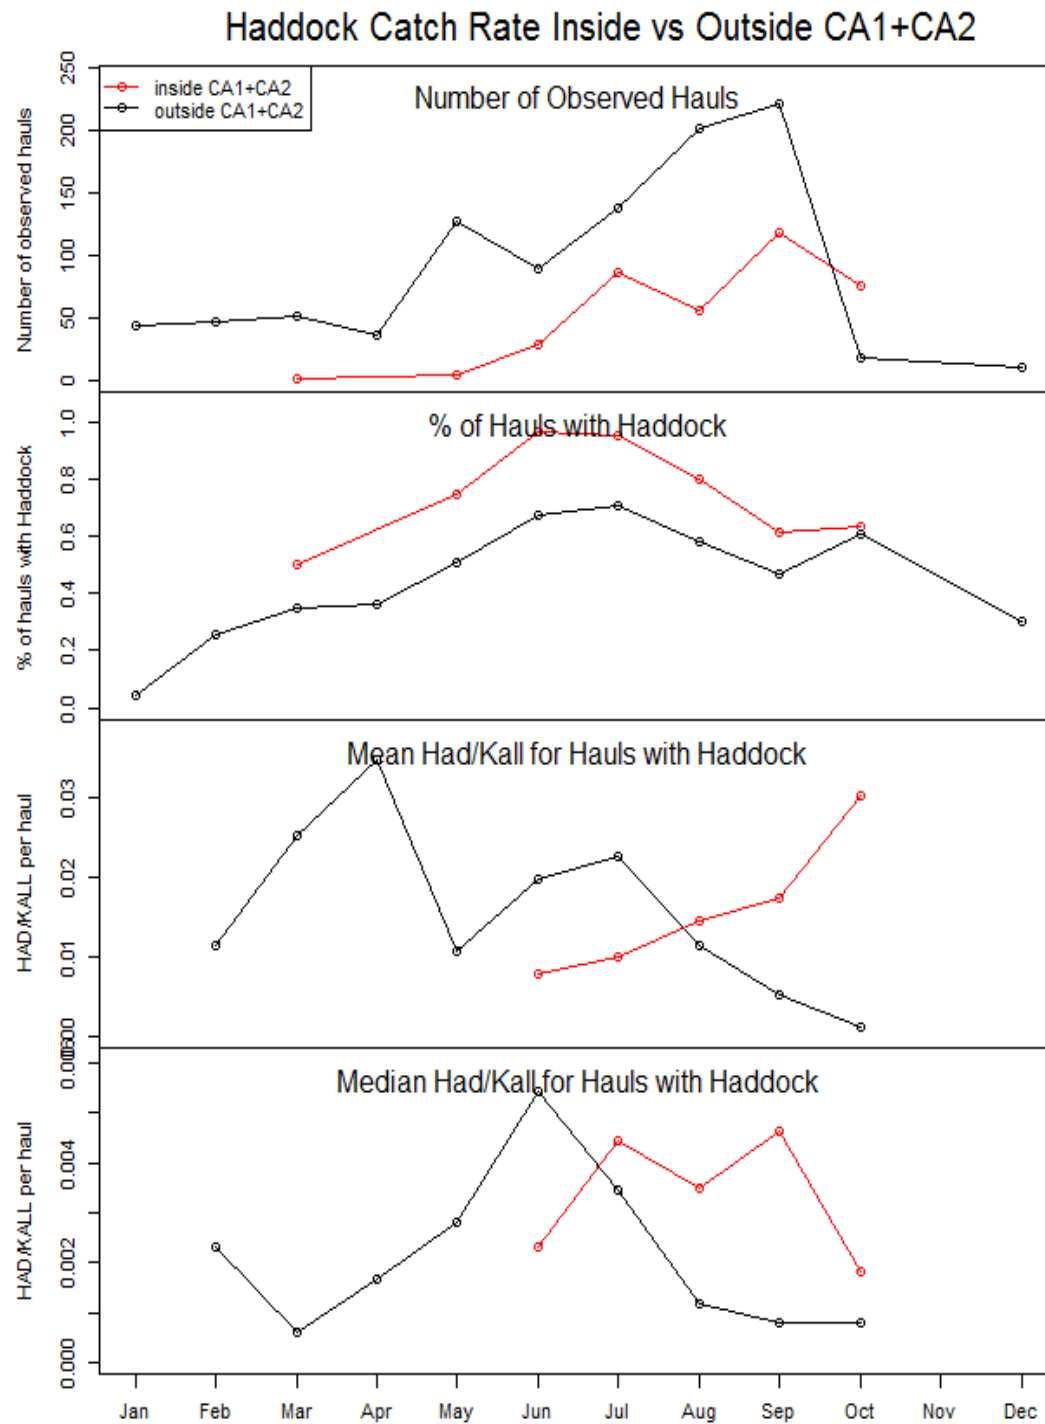 Haddock Catch Rate Inside vs Outside CA1+CA2
inside CA1+CA2
outside CA1+CA2
Number of Observed Hauls
Number of observed hauls
250
200
150
100
50
0
% of Hauls with Haddock
% of hauls with Haddock
1.0
0.8
0.6
0.4
0.2
0.0
Mean Had/Kall for Hauls with Haddock
HAD/KALL per haul
0.03
0.02
0.01
0.00
Median Had/Kall for Hauls with Haddock
HAD/KALL per haul
0.006
0.004
0.002
0.000
Jan Feb Mar Apr May Jun Jul Aug Sep Oct Nov Dec